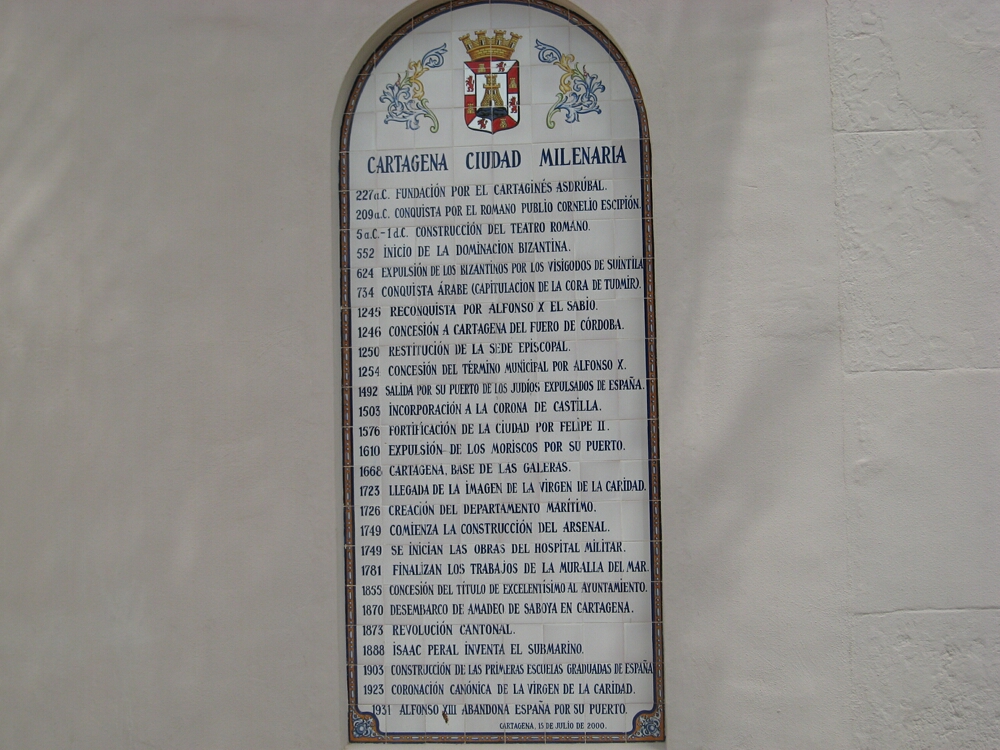 CARTAGENA CIUDAD MILENARIA
227a.C. FUNDACIÓN POR EL CARTAGINÉS ASDRÚBAL.
209a.C. CONQUISTA POR EL ROMANO PUBLIO CORNELIO ESCIPIÓN.
5a.C.-1d.C. CONSTRUCCIÓN DEL TEATRO ROMANO.
552 INICIO DE LA DOMINACION BIZANTINA.
624 EXPULSIÓN DE LOS BIZANTINOS POR LOS VISIGODOS DE SUINTILA
734 CONQUISTA ÁRABE (CAPITULACION DE LA CORA DE TUDMIR).
1245 RECONQUISTA POR ALFONSO X EL SABIO.
1246 CONCESIÓN A CARTAGENA DEL FUERO DE CÓRDOBA.
1250 RESTITUCIÓN DE LA SEDE EPISCOPAL.
1254 CONCESIÓN DEL TÉRMINO MUNICIPAL POR ALFONSO X.
1492 SALIDA POR SU PUERTO DE LOS JUDÍOS EXPULSADOS DE ESPAÑA.
1503 INCORPORACIÓN A LA CORONA DE CASTILLA.
1576 FORTIFICACIÓN DE LA CIUDAD POR FELIPE II.
1610 EXPULSIÓN DE LOS MORISCOS POR SU PUERTO.
1668 CARTAGENA, BASE DE LAS GALERAS.
1723 LLEGADA DE LA IMAGEN DE LA VIRGEN DE LA CARIDAD.
1726 CREACIÓN DEL DEPARTAMENTO MARÍTIMO.
1749 COMIENZA LA CONSTRUCCIÓN DEL ARSENAL.
1749 SE INICIAN LAS OBRAS DEL HOSPITAL MILITAR.
1781 FINALIZAN LOS TRABAJOS DE LA MURALLA DEL MAR.
1855 CONCESIÓN DEL TÍTULO DE EXCELENTÍSIMO AL AYUNTAMIENTO.
1870 DESEMBARCO DE AMADEO DE SABOYA EN CARTAGENA.
1873 REVOLUCIÓN CANTONAL.
1888 ISAAC PERAL INVENTA EL SUBMARINO.
1903 CONSTRUCCIÓN DE LAS PRIMERAS ESCUELAS GRADUADAS DE ESPAÑA
1923 CORONACIÓN CANÓNICA DE LA VIRGEN DE LA CARIDAD.
1931 ALFONSO XIII ABANDONA ESPAÑA POR SU PUERTO.
CARTAGENA, 15 DE JULIO DE 2000.